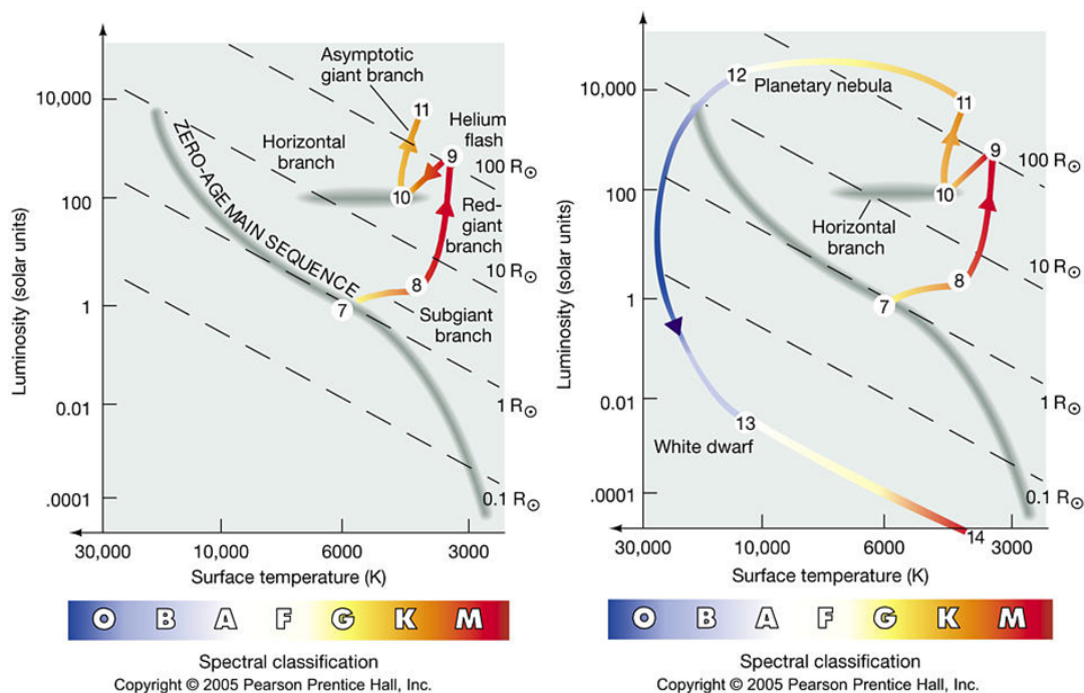 Asymptotic
giant branch
11
10,000
Helium
flash
9
Horizontal
branch
100 R☉
ZERO-AGE MAIN SEQUENCE
100
10
Red-
giant
branch
10 R☉
8
1
7
Subgiant
branch
0.01
1 R☉
.0001
0.1 R☉
Luminosity (solar units)
30,000 10,000 6000 3000
Surface temperature (K)
O B A F G K M
Spectral classification
Copyright © 2005 Pearson Prentice Hall, Inc.
12
Planetary nebula
10,000
11
9
100 R☉
100
10
Horizontal
branch
10 R☉
8
1
7
1 R☉
0.01
13
White dwarf
.0001
0.1 R☉
14
Luminosity (solar units)
30,000 10,000 6000 3000
Surface temperature (K)
O B A F G K M
Spectral classification
Copyright © 2005 Pearson Prentice Hall, Inc.